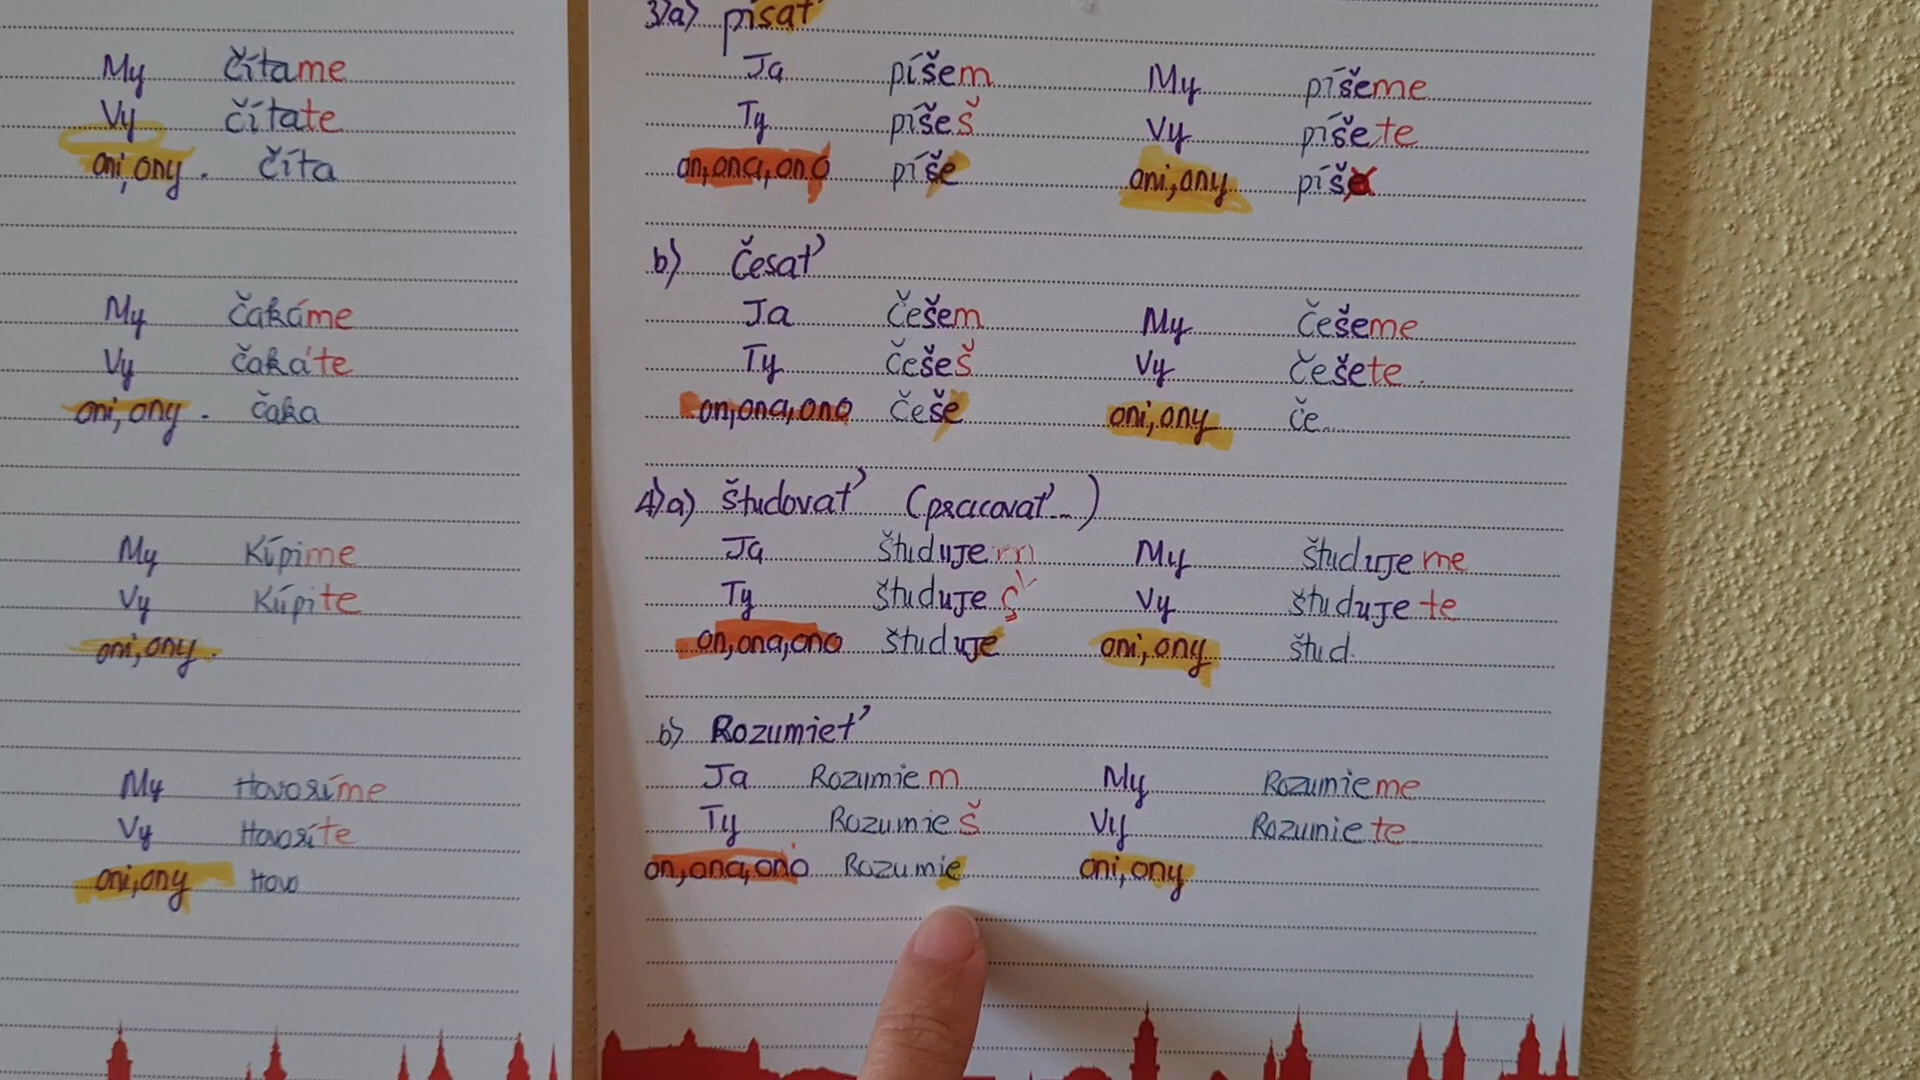 My čítame
Vy čítate
oni, ony. číta
My čakáme
Vy čakáte
oni, ony. čaka
My Kúpime
Vy Kúpite
oni, ony.
My Hovoríme
Vy Hovoríte
oni, ony Hovo
3)a) písať
Ja píšem My píšeme
Ty píšeš Vy píšete
on, ona, ono píše oni, ony píš
b) Česať
Ja Češem My Češeme
Ty Češeš Vy češete.
on, ona, ono Češe oni, ony če..
4)a) študovať (pracovať...)
Ja študujem My študujeme
Ty študuješ Vy študujete
on, ona, ono študuje oni, ony štud.
b) Rozumieť
Ja Rozumiem My Rozumieme
Ty Rozumieš Vy Rozumiete
on, ona, ono Rozumie oni, ony